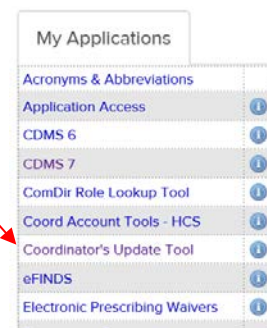 My Applications
Acronyms & Abbreviations
Application Access
CDMS 6
CDMS 7
ComDir Role Lookup Tool
Coord Account Tools - HCS
Coordinator's Update Tool
eFINDS
Electronic Prescribing Waivers